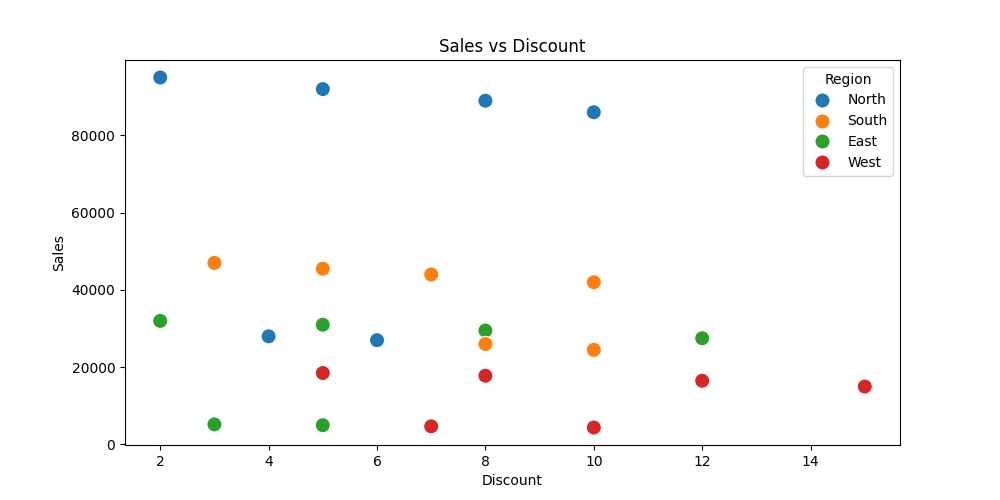 Sales vs Discount
Region
North
South
East
West
Sales
80000
60000
40000
20000
0
2 4 6 8 10 12 14
Discount